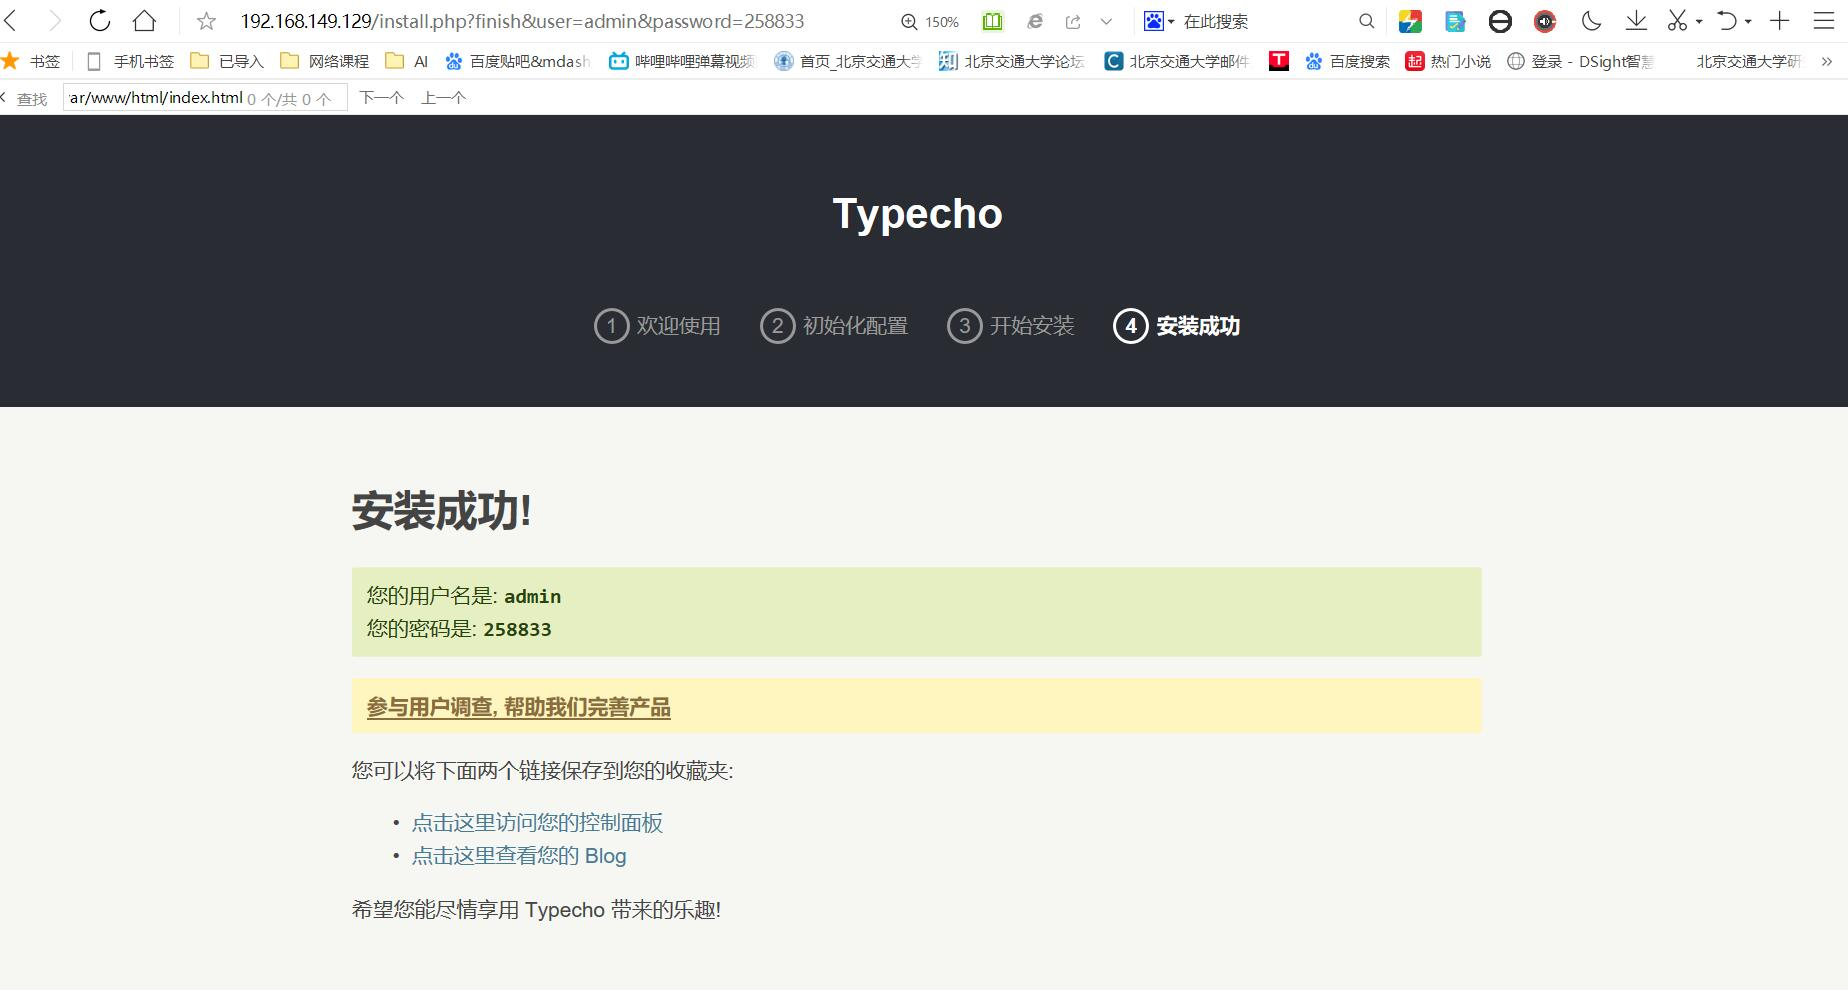 192.168.149.129/install.php?finish&user=admin&password=258833
150%
在此搜索
书签
手机书签
已导入
网络课程
AI
百度贴吧&mdash
哔哩哔哩弹幕视频
首页_北京交通大学
北京交通大学论坛
北京交通大学邮件
百度搜索
热门小说
登录 - DSight智慧
北京交通大学研
查找
ar/www/html/index.html 0 个/共 0 个
下一个
上一个
Typecho
1 欢迎使用
2 初始化配置
3 开始安装
4 安装成功
安装成功!
您的用户名是: admin
您的密码是: 258833
参与用户调查, 帮助我们完善产品
您可以将下面两个链接保存到您的收藏夹:
• 点击这里访问您的控制面板
• 点击这里查看您的 Blog
希望您能尽情享用 Typecho 带来的乐趣!